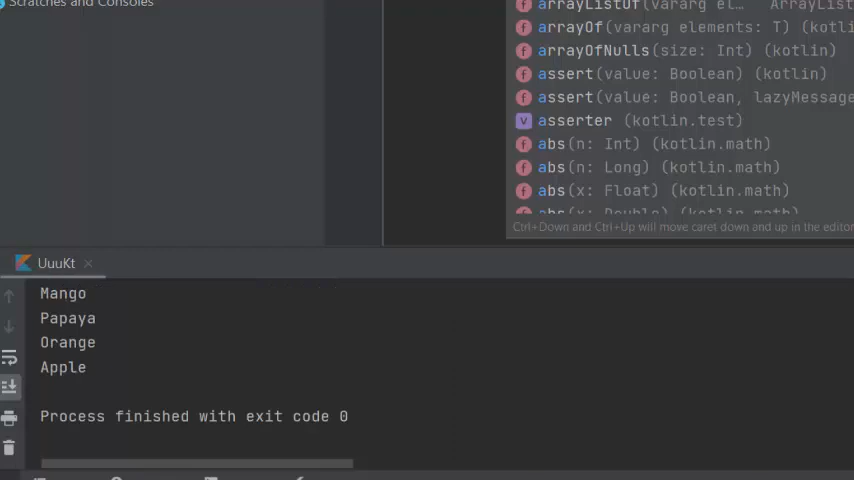 Scratches and Consoles
arrayListOf(vararg el… ArrayList
arrayOf(vararg elements: T) (kotli
arrayOfNulls(size: Int) (kotlin)
assert(value: Boolean) (kotlin)
assert(value: Boolean, lazyMessage
asserter (kotlin.test)
abs(n: Int) (kotlin.math)
abs(n: Long) (kotlin.math)
abs(x: Float) (kotlin.math)
abs(x: Double) (kotlin.math)
Ctrl+Down and Ctrl+Up will move caret down and up in the editor
UuuKt
Mango
Papaya
Orange
Apple
Process finished with exit code 0